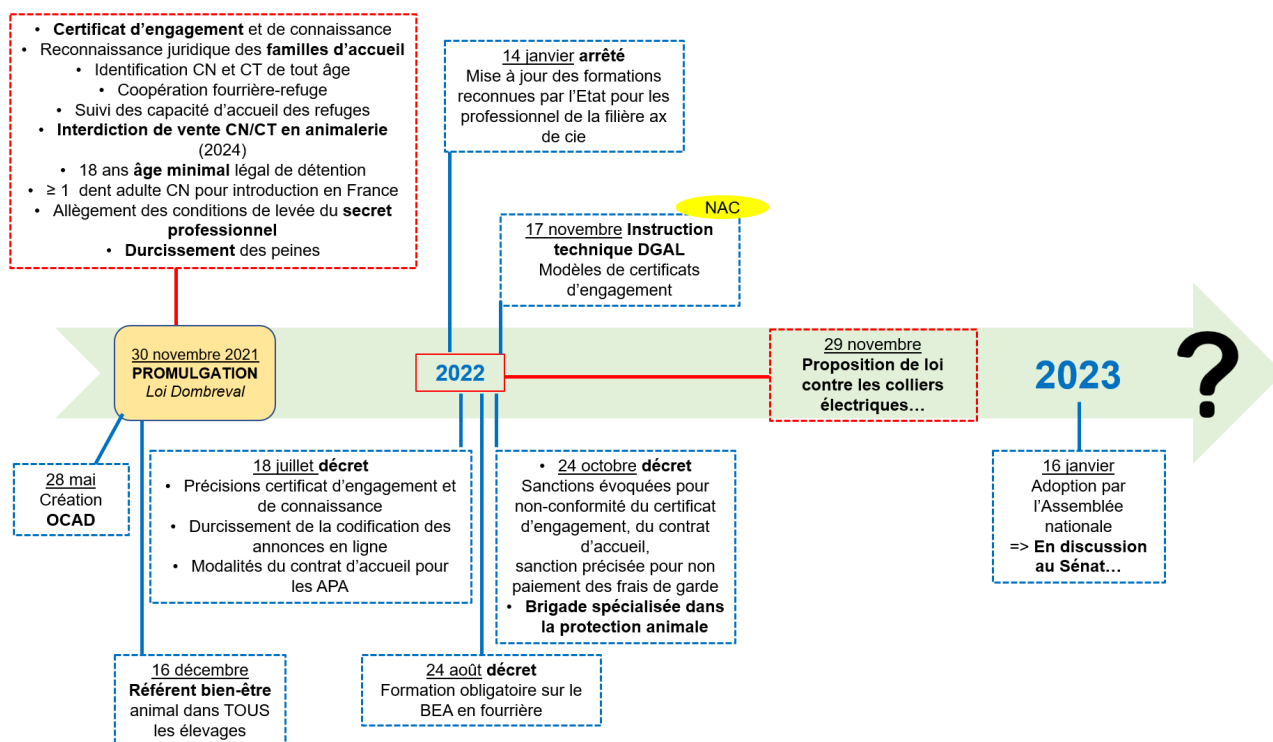 • Certificat d’engagement et de connaissance
• Reconnaissance juridique des familles d’accueil
• Identification CN et CT de tout âge
• Coopération fourrière-refuge
• Suivi des capacité d’accueil des refuges
• Interdiction de vente CN/CT en animalerie
(2024)
• 18 ans âge minimal légal de détention
• ≥ 1 dent adulte CN pour introduction en France
• Allègement des conditions de levée du secret
professionnel
• Durcissement des peines
14 janvier arrêté
Mise à jour des formations
reconnues par l’Etat pour les
professionnel de la filière ax
de cie
NAC
17 novembre Instruction
technique DGAL
Modèles de certificats
d’engagement
30 novembre 2021
PROMULGATION
Loi Dombreval
2022
29 novembre
Proposition de loi
contre les colliers
électriques…
2023
?
28 mai
Création
OCAD
18 juillet décret
• Précisions certificat d’engagement et
de connaissance
• Durcissement de la codification des
annonces en ligne
• Modalités du contrat d’accueil pour
les APA
• 24 octobre décret
Sanctions évoquées pour
non-conformité du certificat
d’engagement, du contrat
d’accueil,
sanction précisée pour non
paiement des frais de garde
• Brigade spécialisée dans
la protection animale
16 janvier
Adoption par
l’Assemblée
nationale
=> En discussion
au Sénat…
16 décembre
Référent bien-être
animal dans TOUS
les élevages
24 août décret
Formation obligatoire sur le
BEA en fourrière